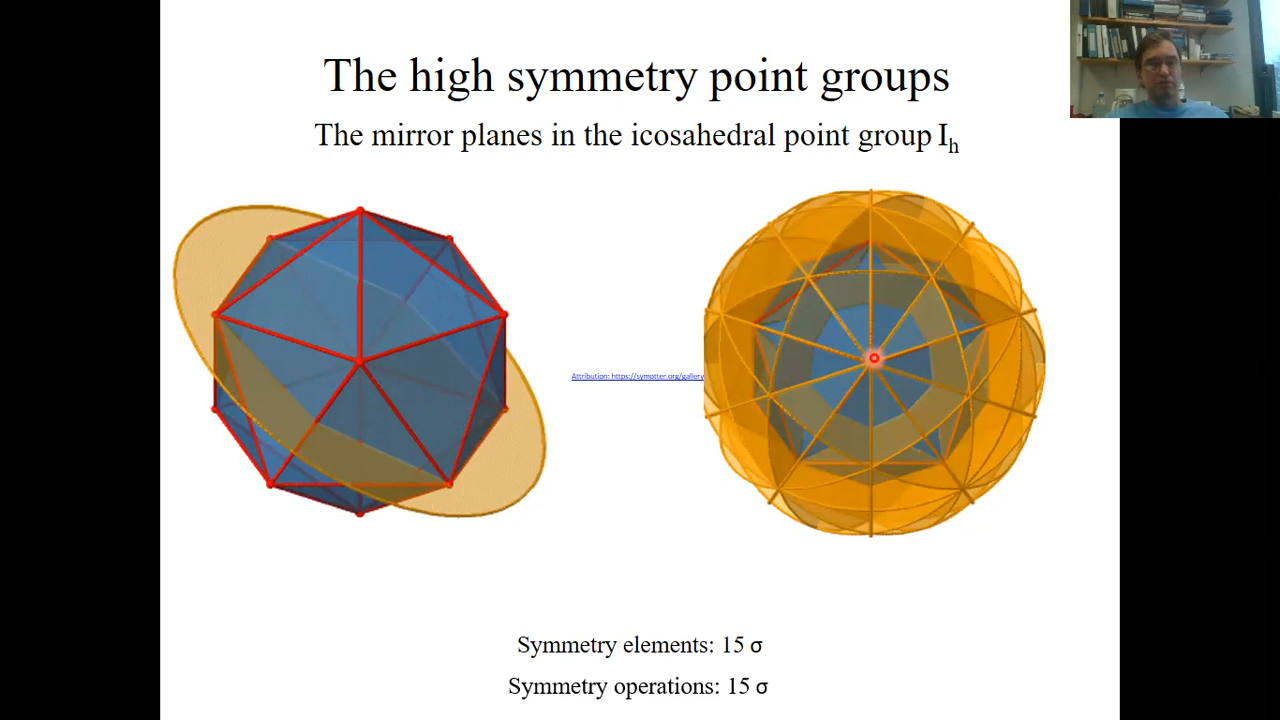 The high symmetry point groups
The mirror planes in the icosahedral point group Iₕ
Attribution: https://symotter.org/gallery
Symmetry elements: 15 σ
Symmetry operations: 15 σ